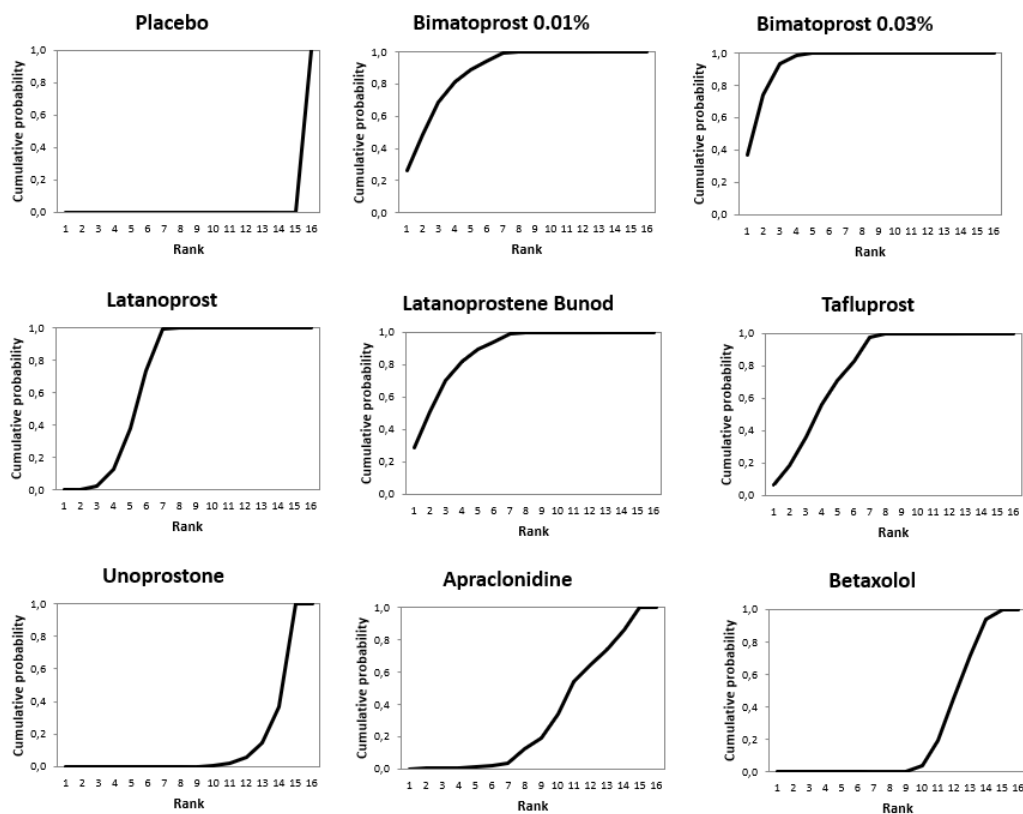 Placebo
Cumulative probability
1,0
0,8
0,6
0,4
0,2
0,0
1 2 3 4 5 6 7 8 9 10 11 12 13 14 15 16
Rank
Bimatoprost 0.01%
Cumulative probability
1,0
0,8
0,6
0,4
0,2
0,0
1 2 3 4 5 6 7 8 9 10 11 12 13 14 15 16
Rank
Bimatoprost 0.03%
Cumulative probability
1,0
0,8
0,6
0,4
0,2
0,0
1 2 3 4 5 6 7 8 9 10 11 12 13 14 15 16
Rank
Latanoprost
Cumulative probability
1,0
0,8
0,6
0,4
0,2
0,0
1 2 3 4 5 6 7 8 9 10 11 12 13 14 15 16
Rank
Latanoprostene Bunod
Cumulative probability
1,0
0,8
0,6
0,4
0,2
0,0
1 2 3 4 5 6 7 8 9 10 11 12 13 14 15 16
Rank
Tafluprost
Cumulative probability
1,0
0,8
0,6
0,4
0,2
0,0
1 2 3 4 5 6 7 8 9 10 11 12 13 14 15 16
Rank
Unoprostone
Cumulative probability
1,0
0,8
0,6
0,4
0,2
0,0
1 2 3 4 5 6 7 8 9 10 11 12 13 14 15 16
Rank
Apraclonidine
Cumulative probability
1,0
0,8
0,6
0,4
0,2
0,0
1 2 3 4 5 6 7 8 9 10 11 12 13 14 15 16
Rank
Betaxolol
Cumulative probability
1,0
0,8
0,6
0,4
0,2
0,0
1 2 3 4 5 6 7 8 9 10 11 12 13 14 15 16
Rank